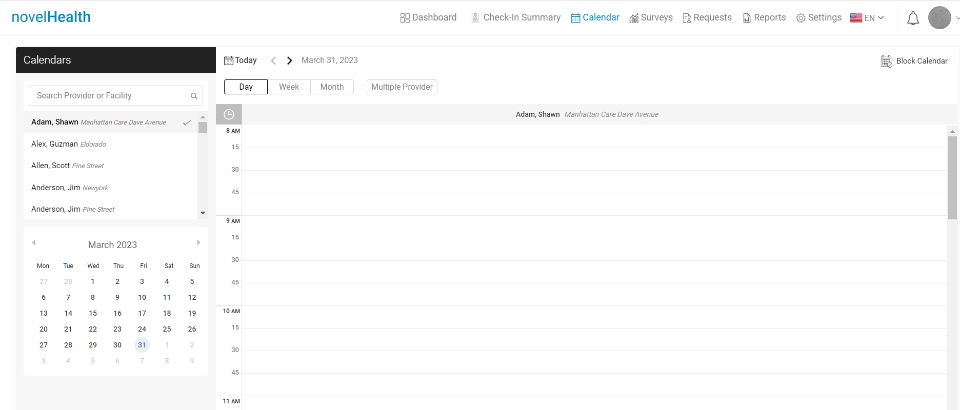 novelHealth
Dashboard Check-In Summary Calendar Surveys Requests Reports Settings EN
Calendars
Search Provider or Facility
Adam, Shawn Manhattan Care Dave Avenue
Alex, Guzman Eldorado
Allen, Scott Pine Street
Anderson, Jim Newyork
Anderson, Jim Pine Street
March 2023
Mon Tue Wed Thu Fri Sat Sun
27 28 1 2 3 4 5
6 7 8 9 10 11 12
13 14 15 16 17 18 19
20 21 22 23 24 25 26
27 28 29 30 31 1 2
3 4 5 6 7 8 9
Today March 31, 2023 Block Calendar
Day Week Month Multiple Provider
Adam, Shawn Manhattan Care Dave Avenue
8 AM
15
30
45
9 AM
15
30
45
10 AM
15
30
45
11 AM